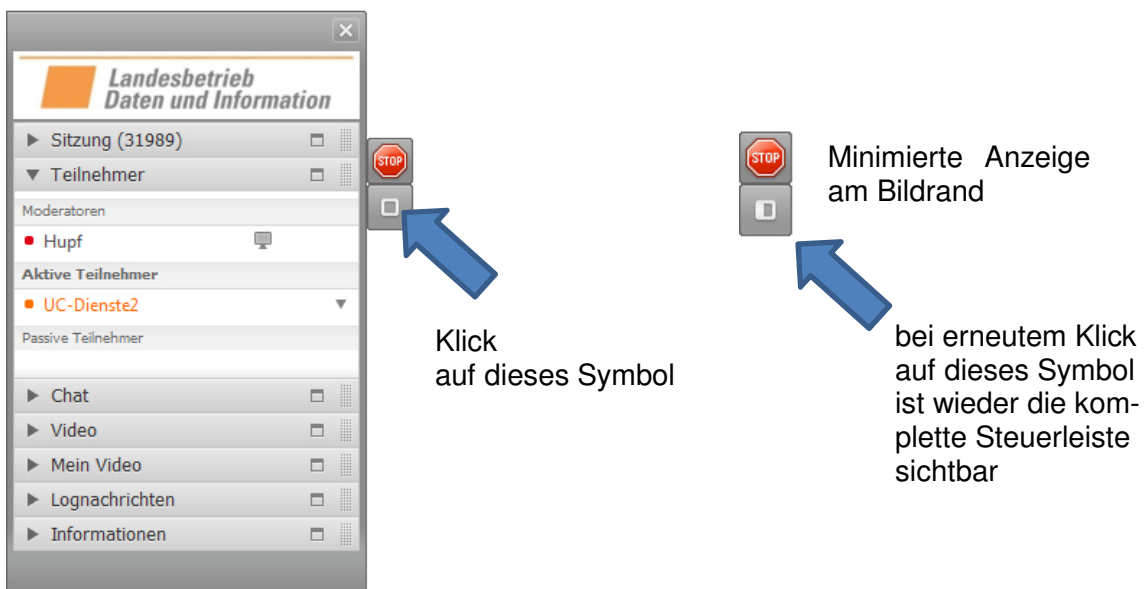 Landesbetrieb
Daten und Information
Sitzung (31989)
Teilnehmer
Moderatoren
Hupf
Aktive Teilnehmer
UC-Dienste2
Passive Teilnehmer
Chat
Video
Mein Video
Lognachrichten
Informationen
STOP
Klick
auf dieses Symbol
STOP
Minimierte Anzeige
am Bildrand
bei erneutem Klick
auf dieses Symbol
ist wieder die kom-
plette Steuerleiste
sichtbar